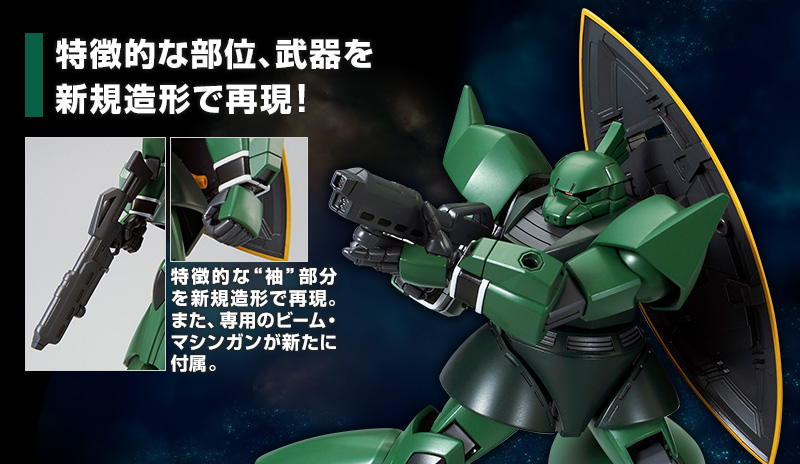 特徴的な部位、武器を
新規造形で再現！
特徴的な“袖”部分
を新規造形で再現。
また、専用のビーム・
マシンガンが新たに
付属。